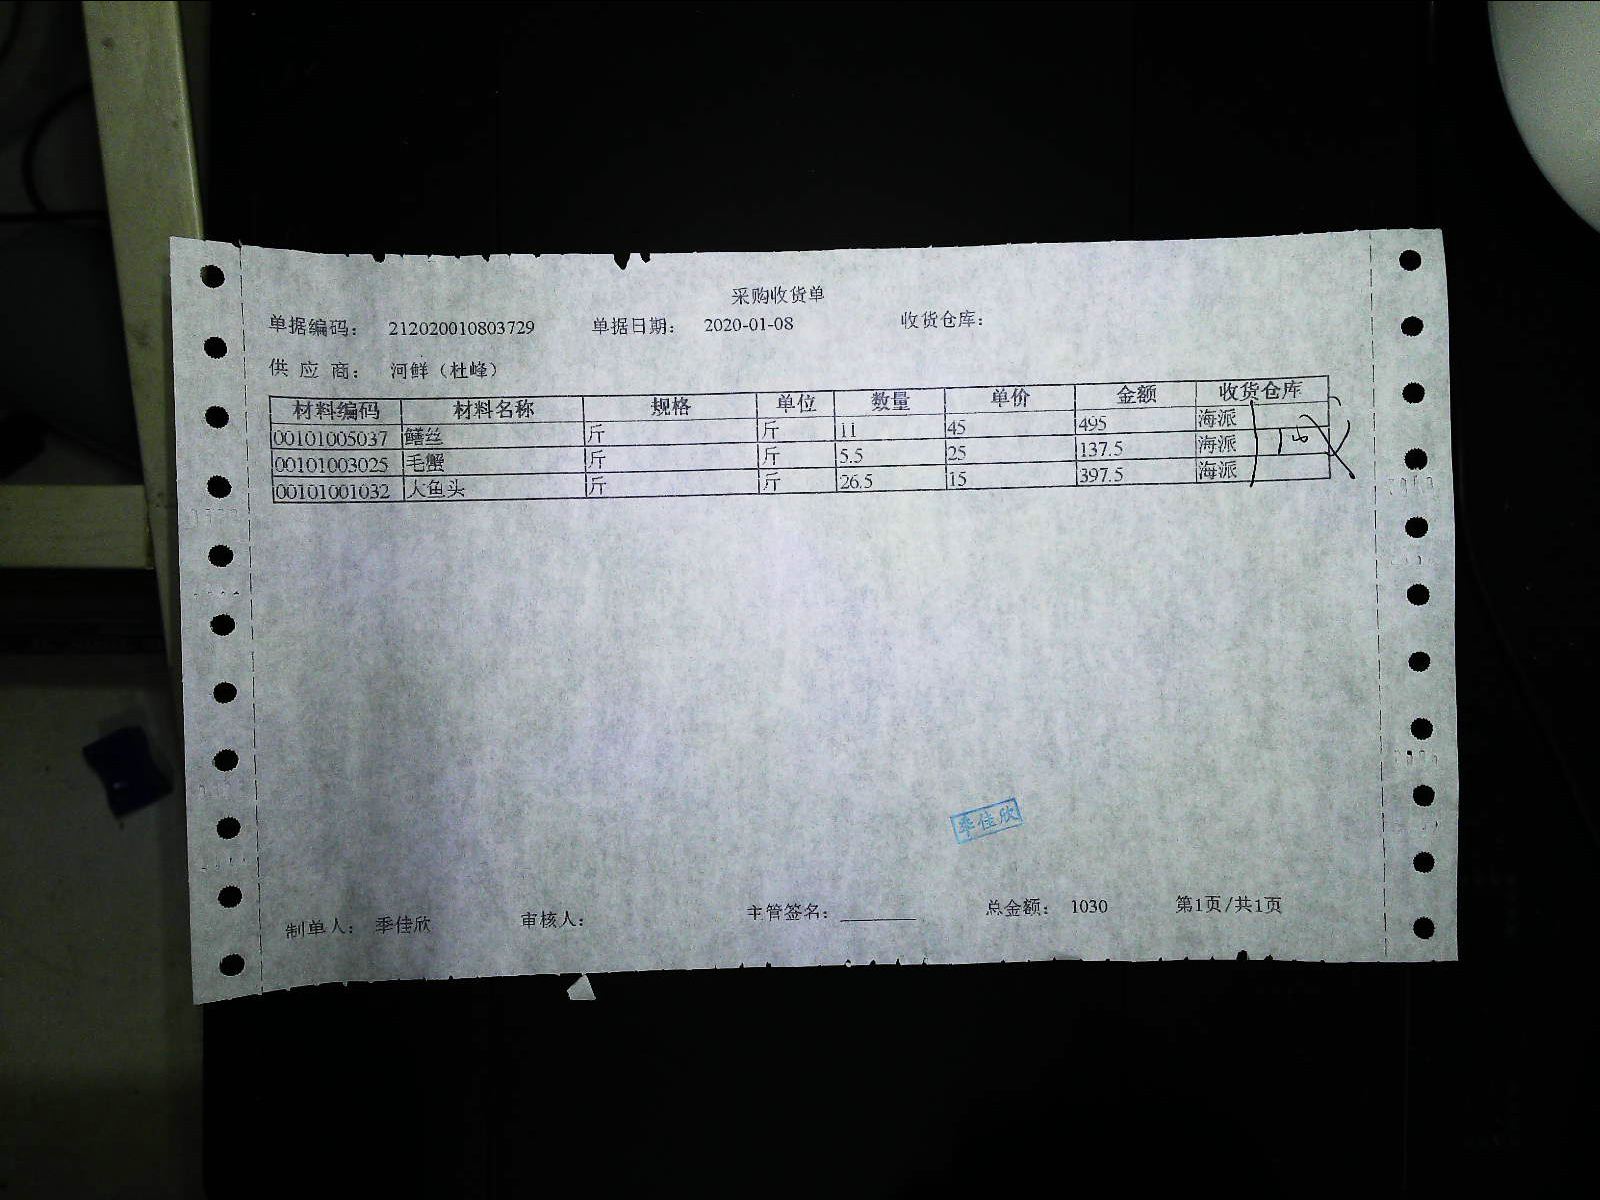 采购收货单
单据编码： 212020010803729 单据日期： 2020-01-08 收货仓库：
供 应 商： 河鲜（杜峰）
材料编码 材料名称 规格 单位 数量 单价 金额 收货仓库
00101005037 鳝丝 斤 斤 11 45 495 海派
00101003025 毛蟹 斤 斤 5.5 25 137.5 海派
00101001032 大鱼头 斤 斤 26.5 15 397.5 海派
季佳欣
制单人： 季佳欣 审核人： 主管签名： 总金额： 1030 第1页/共1页